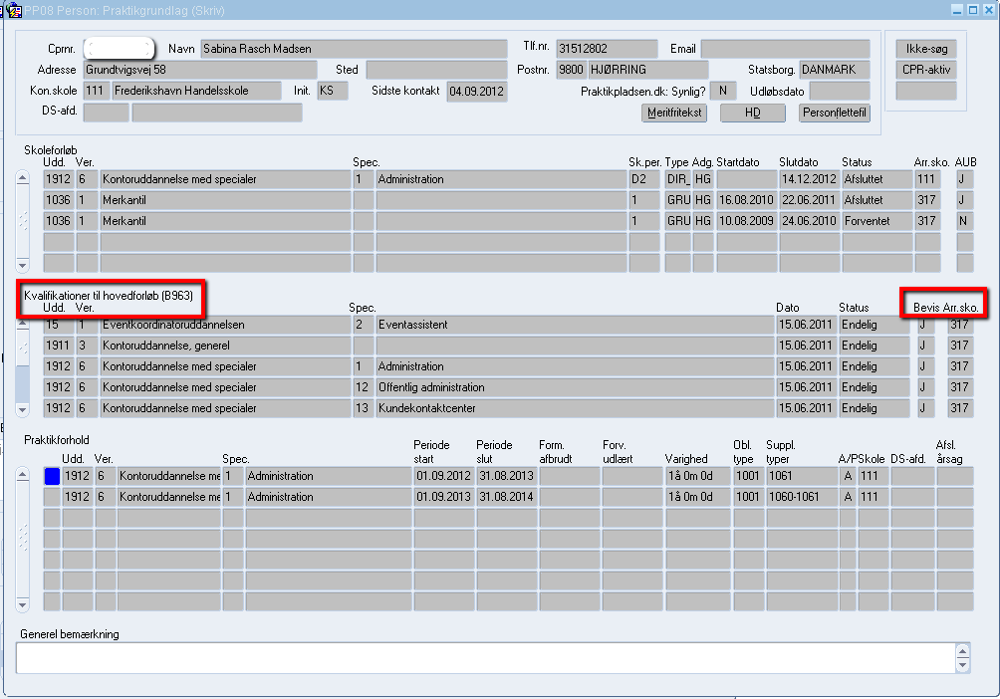 PP08 Person: Praktikgrundlag (Skriv)
Cprnr. Navn Sabina Rasch Madsen Tlf.nr. 31512802 Email Ikke-søg
Adresse Grundtvigsvej 58 Sted Postnr. 9800 HJØRRING Statsborg. DANMARK CPR-aktiv
Kon.skole 111 Frederikshavn Handelsskole Init. KS Sidste kontakt 04.09.2012 Praktikpladsen.dk: Synlig? N Udløbsdato
DS-afd. Meritfritekst HD Personflettefil
Skoleforløb
Udd. Ver. Spec. Sk.per. Type Adg. Startdato Slutdato Status Arr.sko. AUB
1912 6 Kontoruddannelse med specialer 1 Administration D2 DIR_ HG 14.12.2012 Afsluttet 111 J
1036 1 Merkantil 1 GRU HG 16.08.2010 22.06.2011 Afsluttet 317 J
1036 1 Merkantil 1 GRU HG 10.08.2009 24.06.2010 Forventet 317 N
Kvalifikationer til hovedforløb (B963)
Udd. Ver. Spec. Dato Status Bevis Arr.sko.
15 1 Eventkoordinatoruddannelsen 2 Eventassistent 15.06.2011 Endelig J 317
1911 3 Kontoruddannelse, generel 15.06.2011 Endelig J 317
1912 6 Kontoruddannelse med specialer 1 Administration 15.06.2011 Endelig J 317
1912 6 Kontoruddannelse med specialer 12 Offentlig administration 15.06.2011 Endelig J 317
1912 6 Kontoruddannelse med specialer 13 Kundekontaktcenter 15.06.2011 Endelig J 317
Praktikforhold
Periode Periode Form. Forv. Obl. Suppl. Afsl.
Udd. Ver. Spec. start slut afbrudt udlært Varighed type typer A/P Skole DS-afd. årsag
1912 6 Kontoruddannelse me 1 Administration 01.09.2012 31.08.2013 1å 0m 0d 1001 1061 A 111
1912 6 Kontoruddannelse me 1 Administration 01.09.2013 31.08.2014 1å 0m 0d 1001 1060-1061 A 111
Generel bemærkning